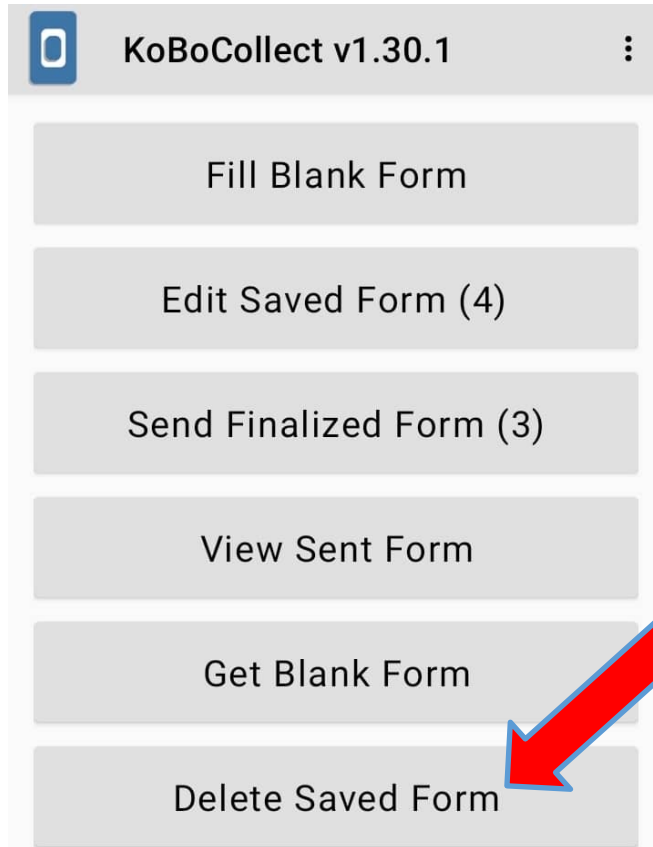 KoBoCollect v1.30.1
Fill Blank Form
Edit Saved Form (4)
Send Finalized Form (3)
View Sent Form
Get Blank Form
Delete Saved Form